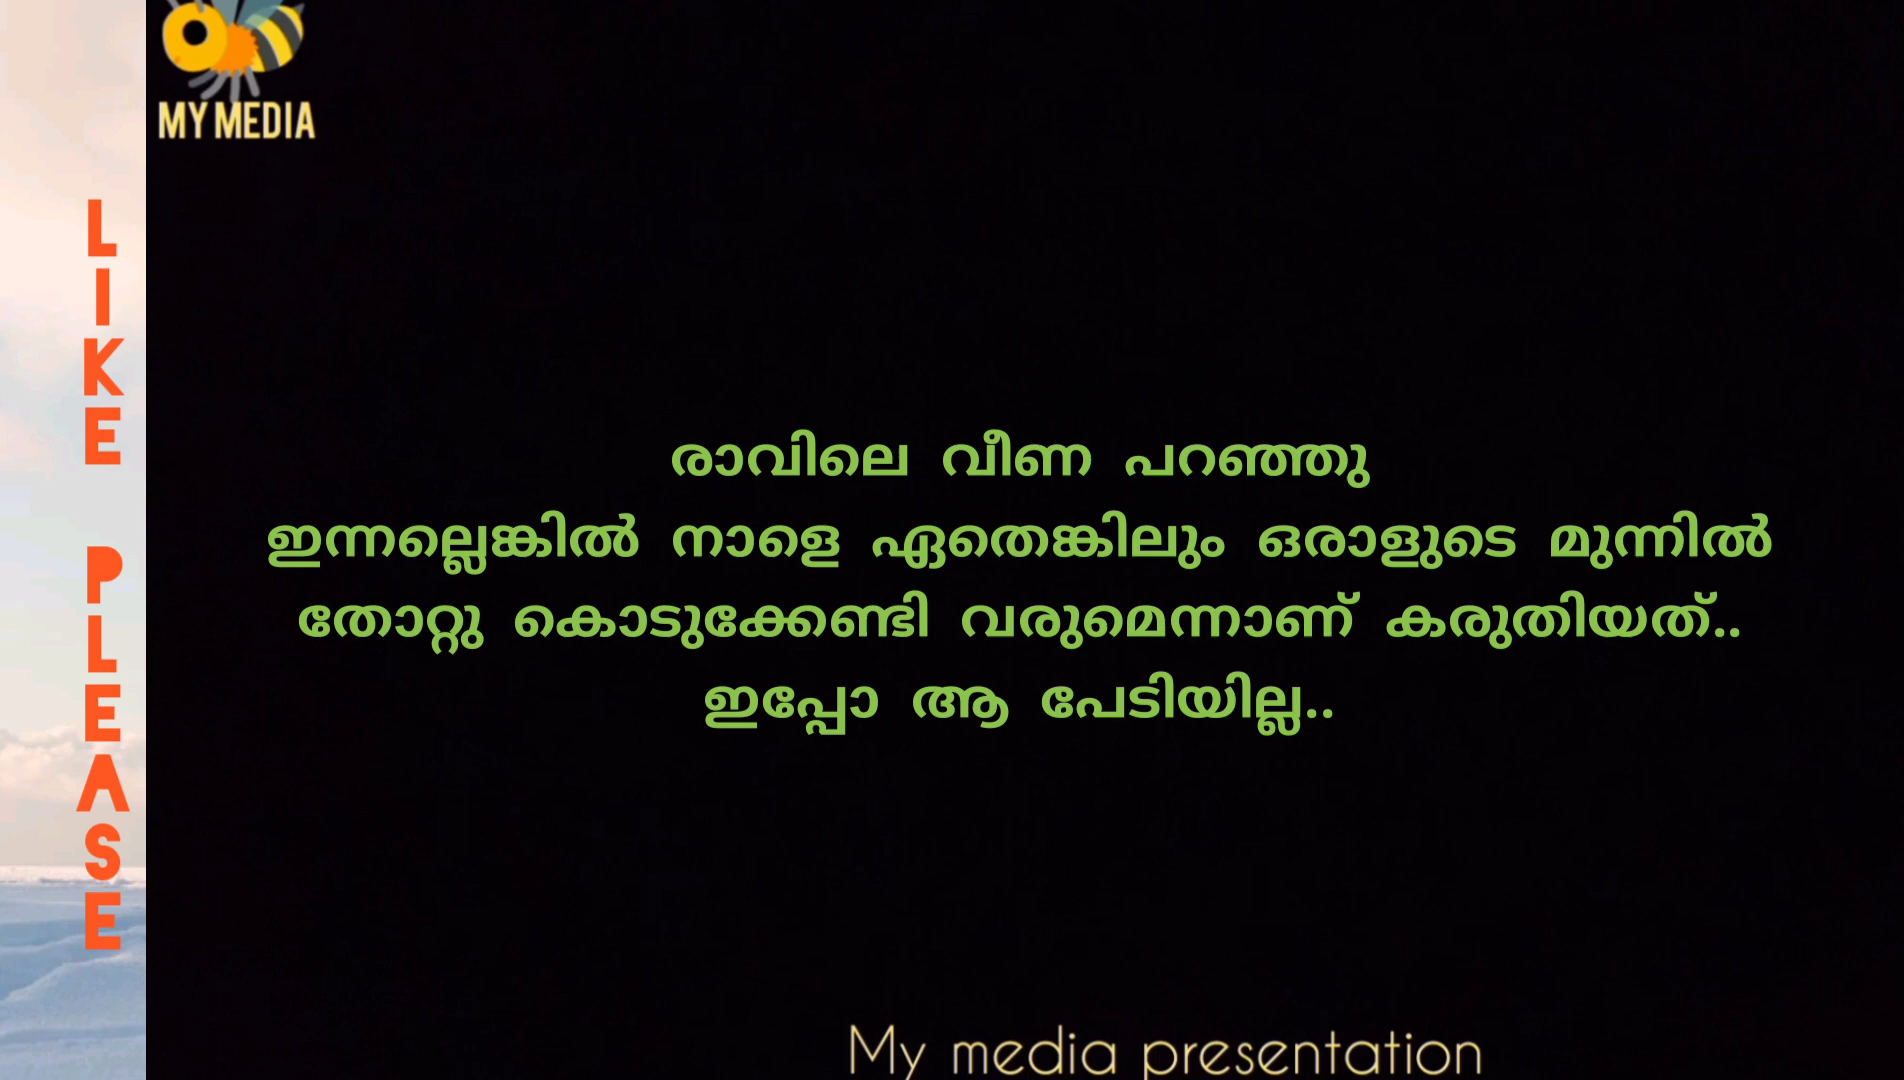 MY MEDIA
LIKE PLEASE
രാവിലെ വീണ പറഞ്ഞു
ഇന്നല്ലെങ്കിൽ നാളെ ഏതെങ്കിലും ഒരാളുടെ മുന്നിൽ
തോറ്റു കൊടുക്കേണ്ടി വരുമെന്നാണ് കരുതിയത്..
ഇപ്പോ ആ പേടിയില്ല..
My media presentation